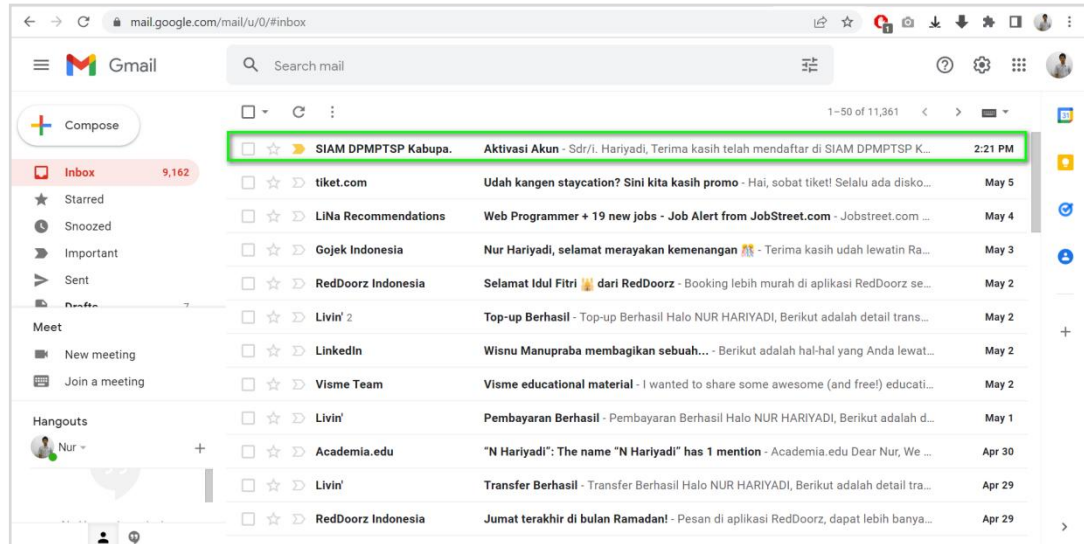 mail.google.com/mail/u/0/#inbox
1
Gmail
Search mail
Compose
1–50 of 11,361
31
SIAM DPMPTSP Kabupa. Aktivasi Akun - Sdr/i. Hariyadi, Terima kasih telah mendaftar di SIAM DPMPTSP K... 2:21 PM
Inbox 9,162
tiket.com Udah kangen staycation? Sini kita kasih promo - Hai, sobat tiket! Selalu ada disko... May 5
Starred
LiNa Recommendations Web Programmer + 19 new jobs - Job Alert from JobStreet.com - Jobstreet.com ... May 4
Snoozed
Important
Gojek Indonesia Nur Hariyadi, selamat merayakan kemenangan 🎊 - Terima kasih udah lewatin Ra... May 3
Sent
RedDoorz Indonesia Selamat Idul Fitri 🕌 dari RedDoorz - Booking lebih murah di aplikasi RedDoorz se... May 2
Drafts 7
Livin' 2 Top-up Berhasil - Top-up Berhasil Halo NUR HARIYADI, Berikut adalah detail trans... May 2
Meet
New meeting
LinkedIn Wisnu Manupraba membagikan sebuah... - Berikut adalah hal-hal yang Anda lewat... May 2
Join a meeting
Visme Team Visme educational material - I wanted to share some awesome (and free!) educati... May 2
Hangouts
Livin' Pembayaran Berhasil - Pembayaran Berhasil Halo NUR HARIYADI, Berikut adalah d... May 1
Nur
Academia.edu "N Hariyadi": The name "N Hariyadi" has 1 mention - Academia.edu Dear Nur, We ... Apr 30
Livin' Transfer Berhasil - Transfer Berhasil Halo NUR HARIYADI, Berikut adalah detail tra... Apr 29
RedDoorz Indonesia Jumat terakhir di bulan Ramadan! - Pesan di aplikasi RedDoorz, dapat lebih banya... Apr 29